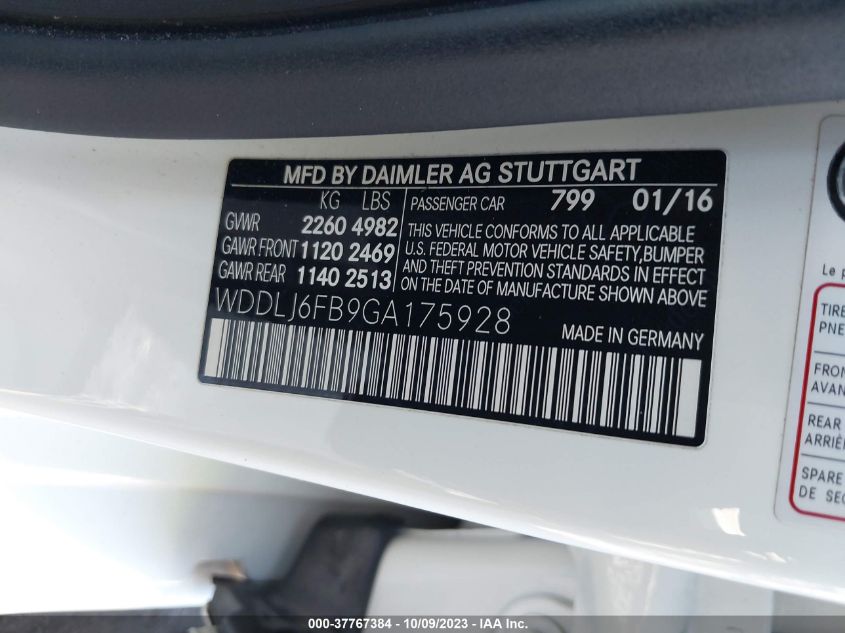 MFD BY DAIMLER AG STUTTGART
KG LBS
GVWR 2260 4982
GAWR FRONT 1120 2469
GAWR REAR 1140 2513
PASSENGER CAR 799 01/16
THIS VEHICLE CONFORMS TO ALL APPLICABLE
U.S. FEDERAL MOTOR VEHICLE SAFETY,BUMPER
AND THEFT PREVENTION STANDARDS IN EFFECT
ON THE DATE OF MANUFACTURE SHOWN ABOVE
WDDLJ6FB9GA175928
MADE IN GERMANY
Le
TIRE
FRON
AVAN
REAR
ARRIÈR
SPARE
DE
000-37767384 - 10/09/2023 - IAA Inc.